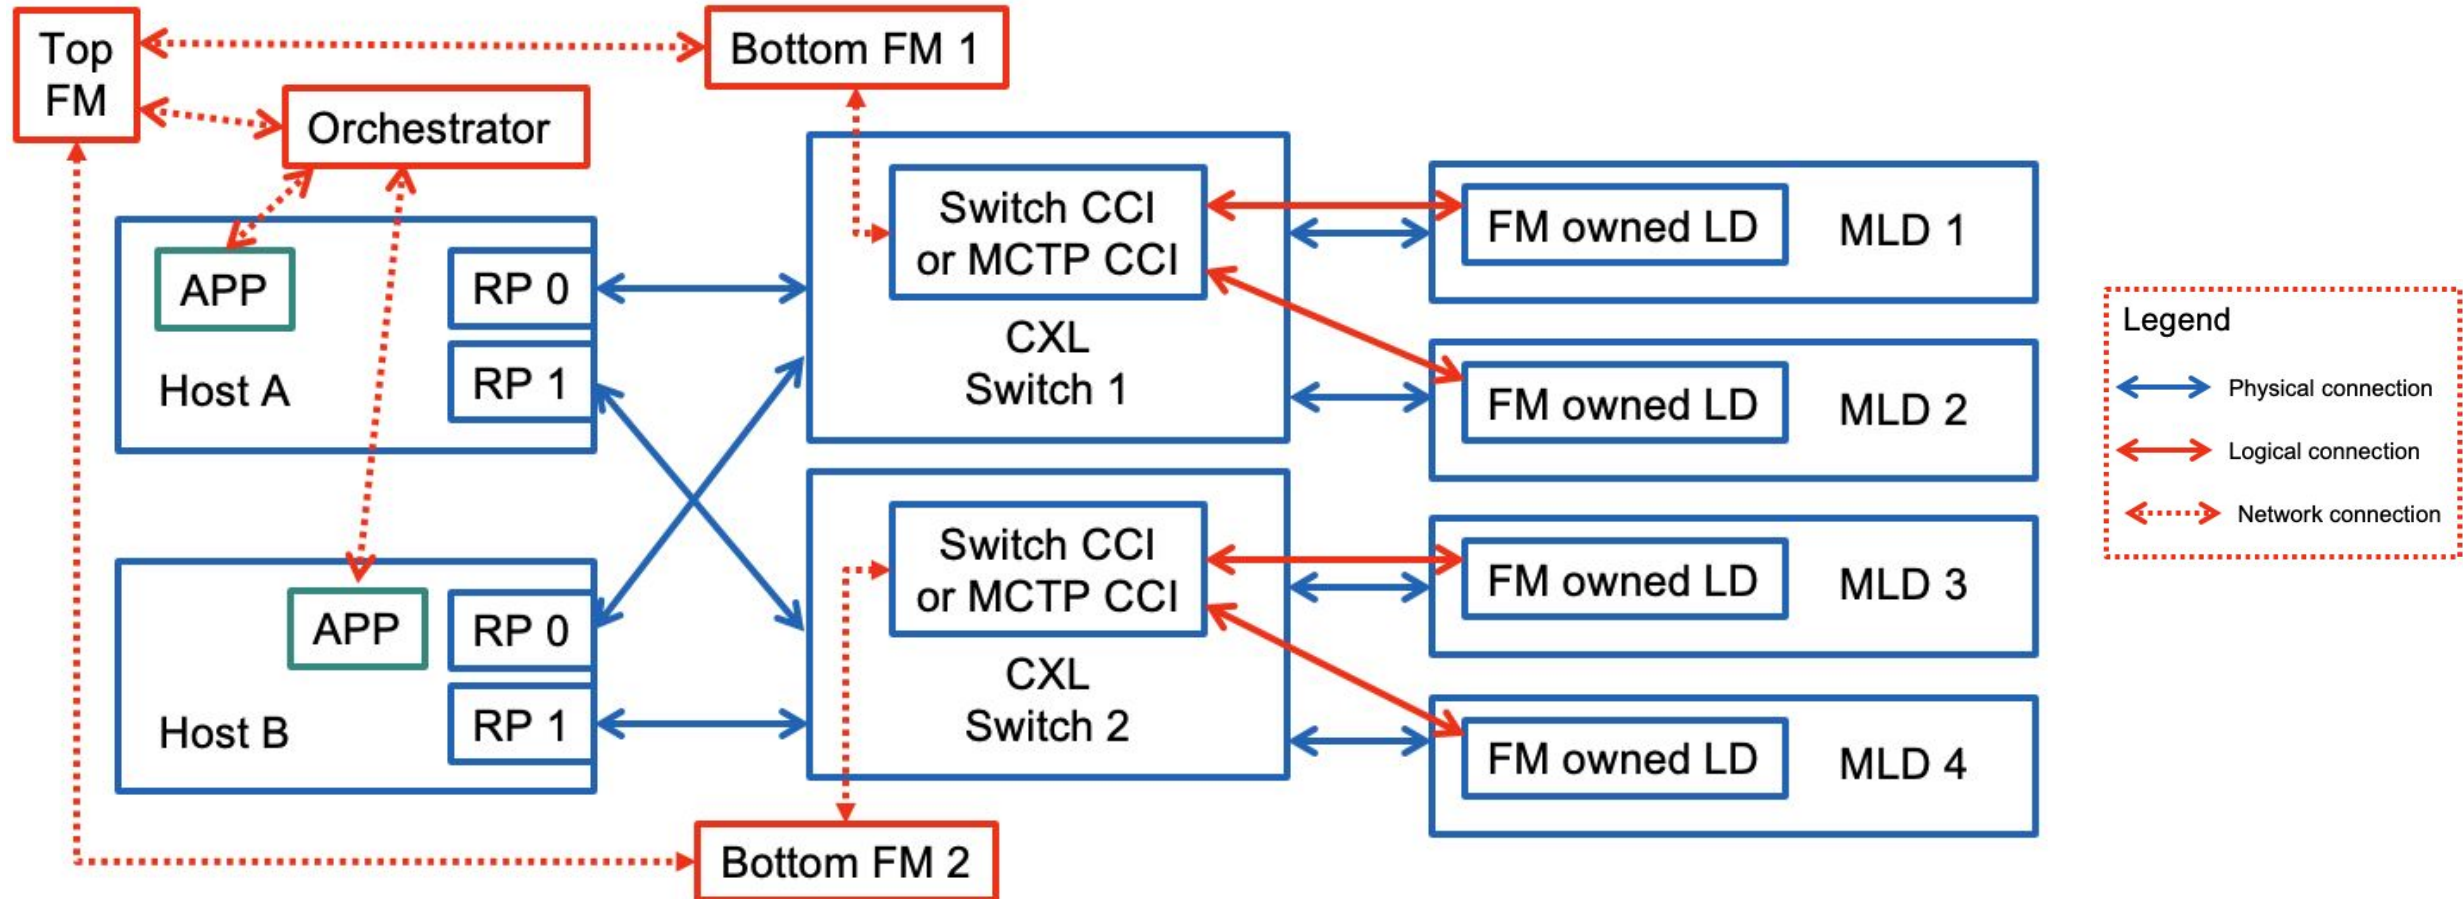 Top
FM
Bottom FM 1
Orchestrator
APP
RP 0
RP 1
Host A
APP
RP 0
RP 1
Host B
Switch CCI
or MCTP CCI
CXL
Switch 1
Switch CCI
or MCTP CCI
CXL
Switch 2
Bottom FM 2
FM owned LD
MLD 1
FM owned LD
MLD 2
FM owned LD
MLD 3
FM owned LD
MLD 4
Legend
Physical connection
Logical connection
Network connection